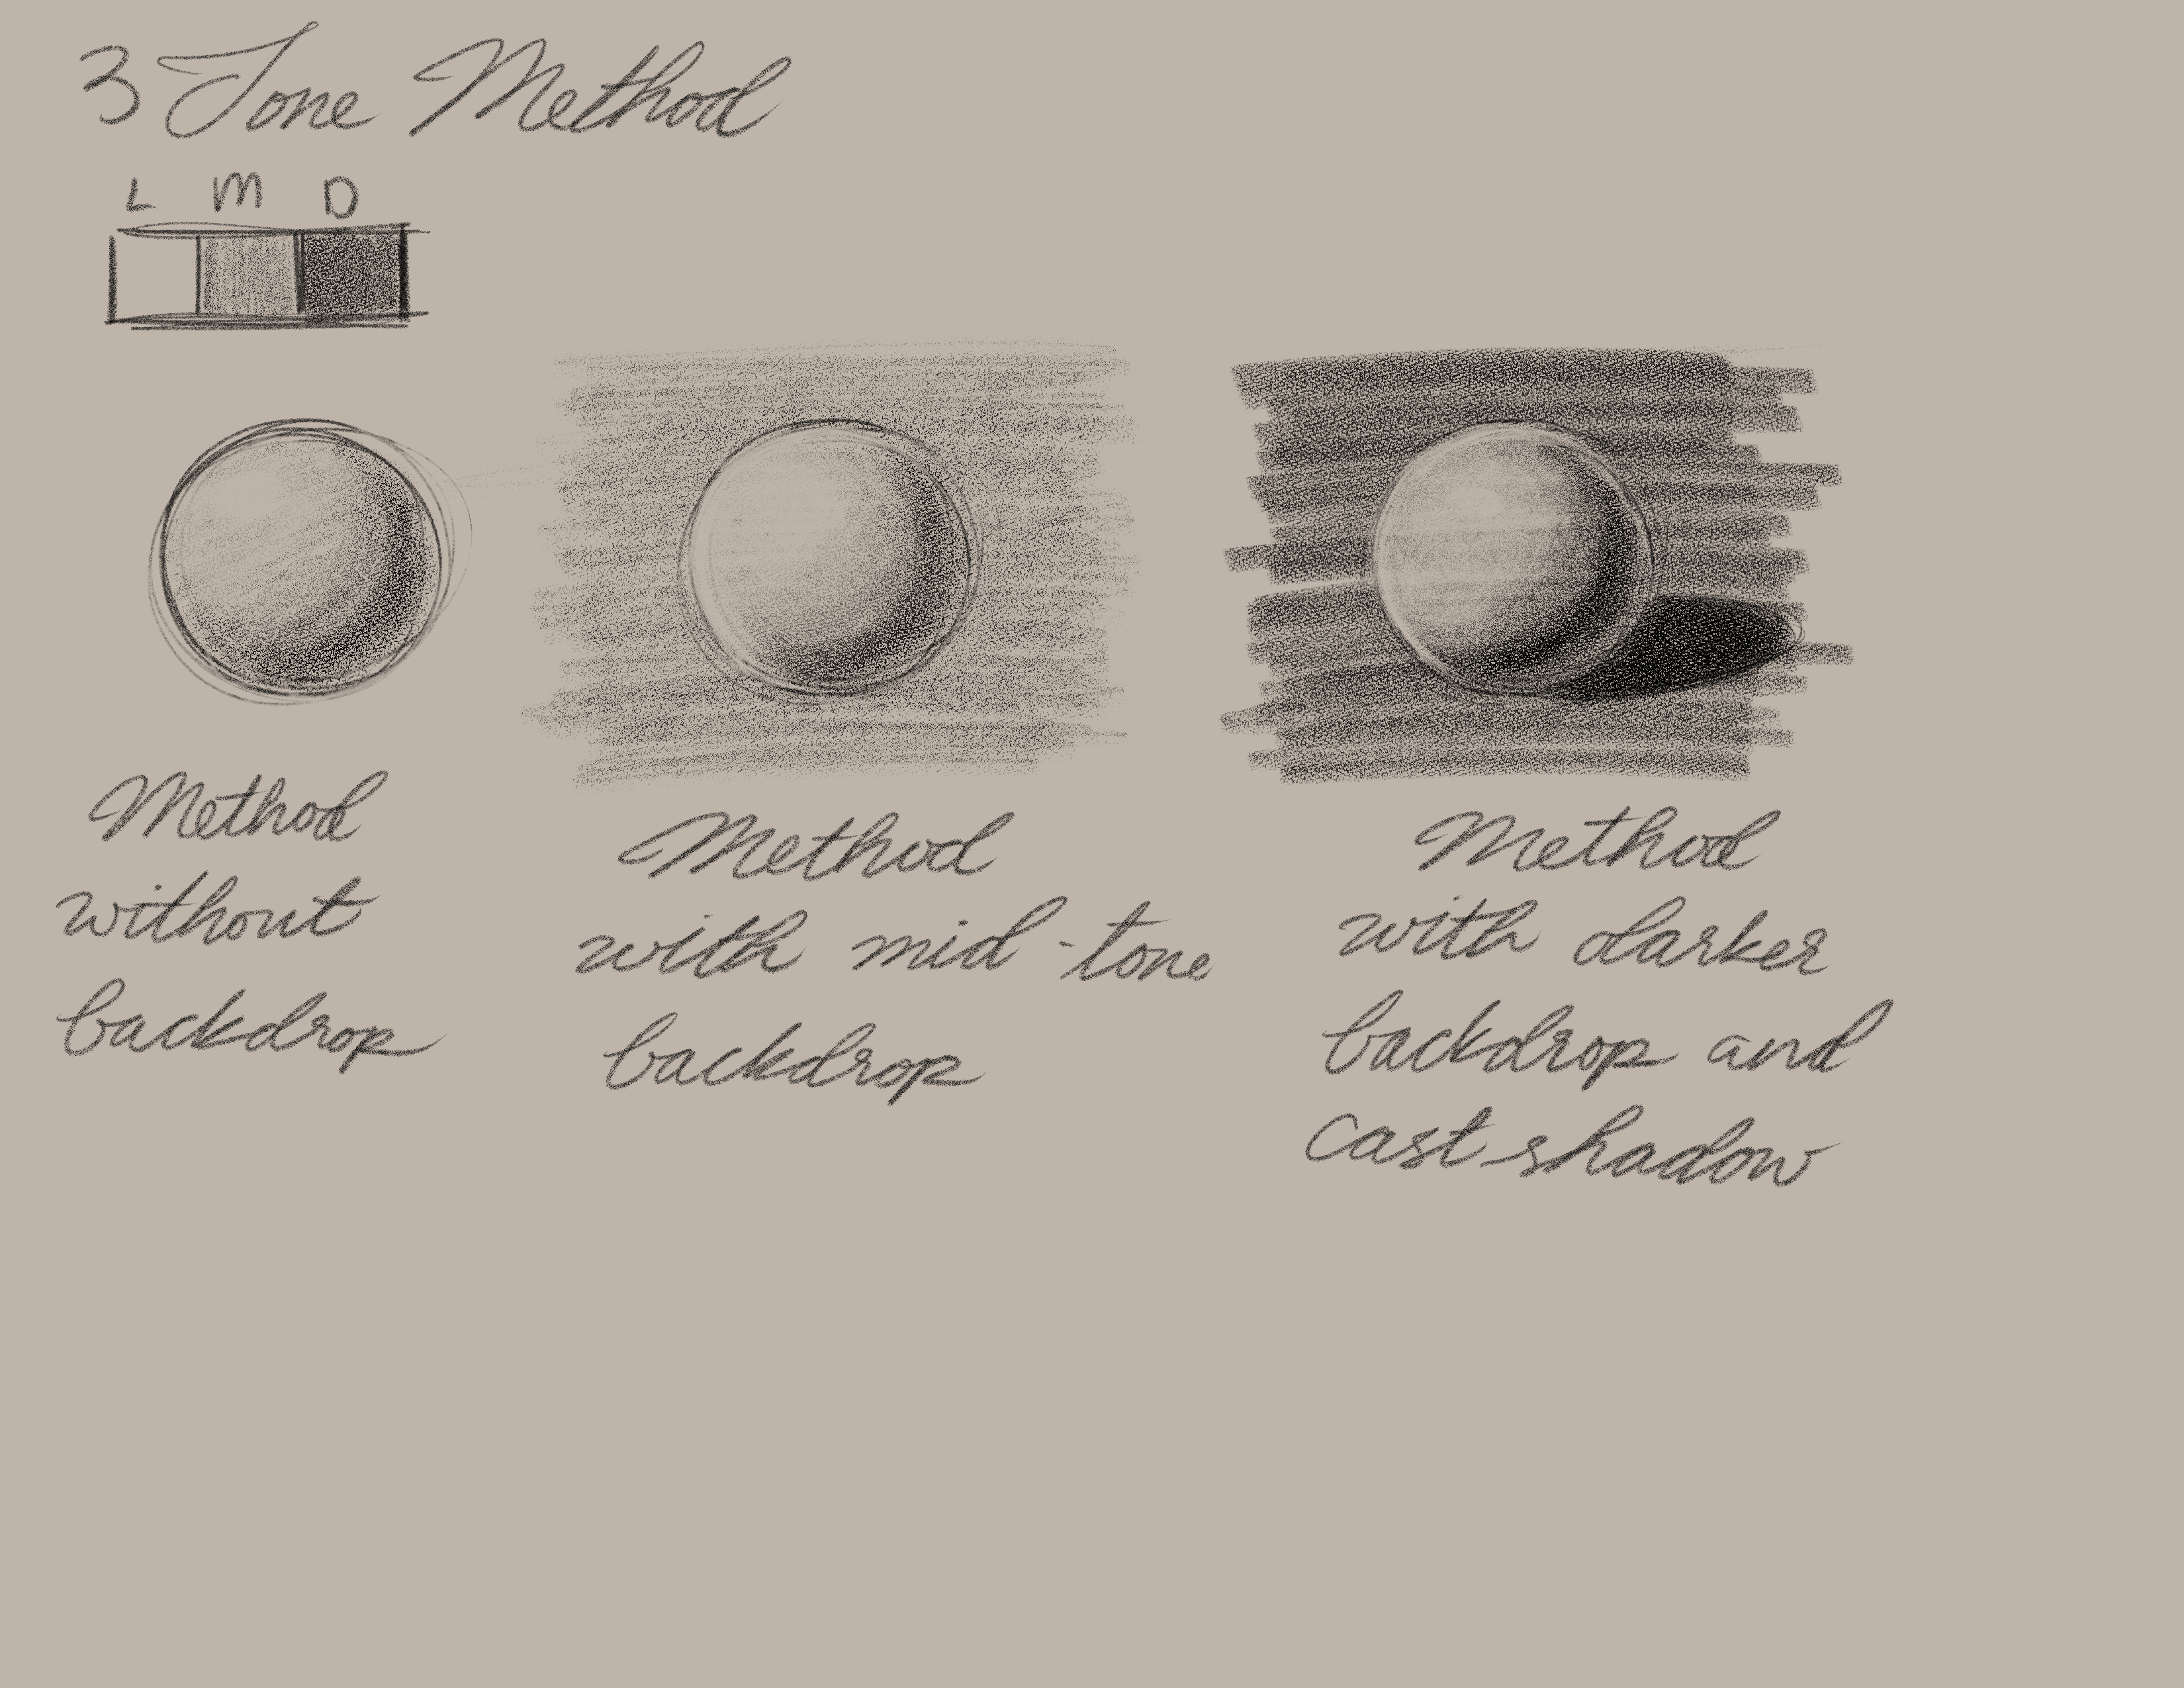 3 Tone Method
L M D
Method
without
backdrop
Method
with mid-tone
backdrop
Method
with darker
backdrop and
cast shadow